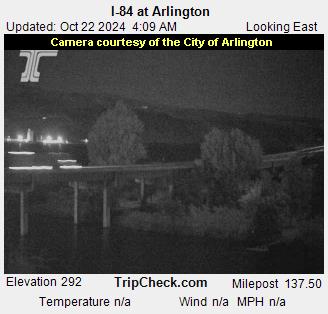 I-84 at Arlington
Updated: Oct 22 2024 4:09 AM Looking East
Camera courtesy of the City of Arlington
Elevation 292 TripCheck.com Milepost 137.50
Temperature n/a Wind n/a MPH n/a